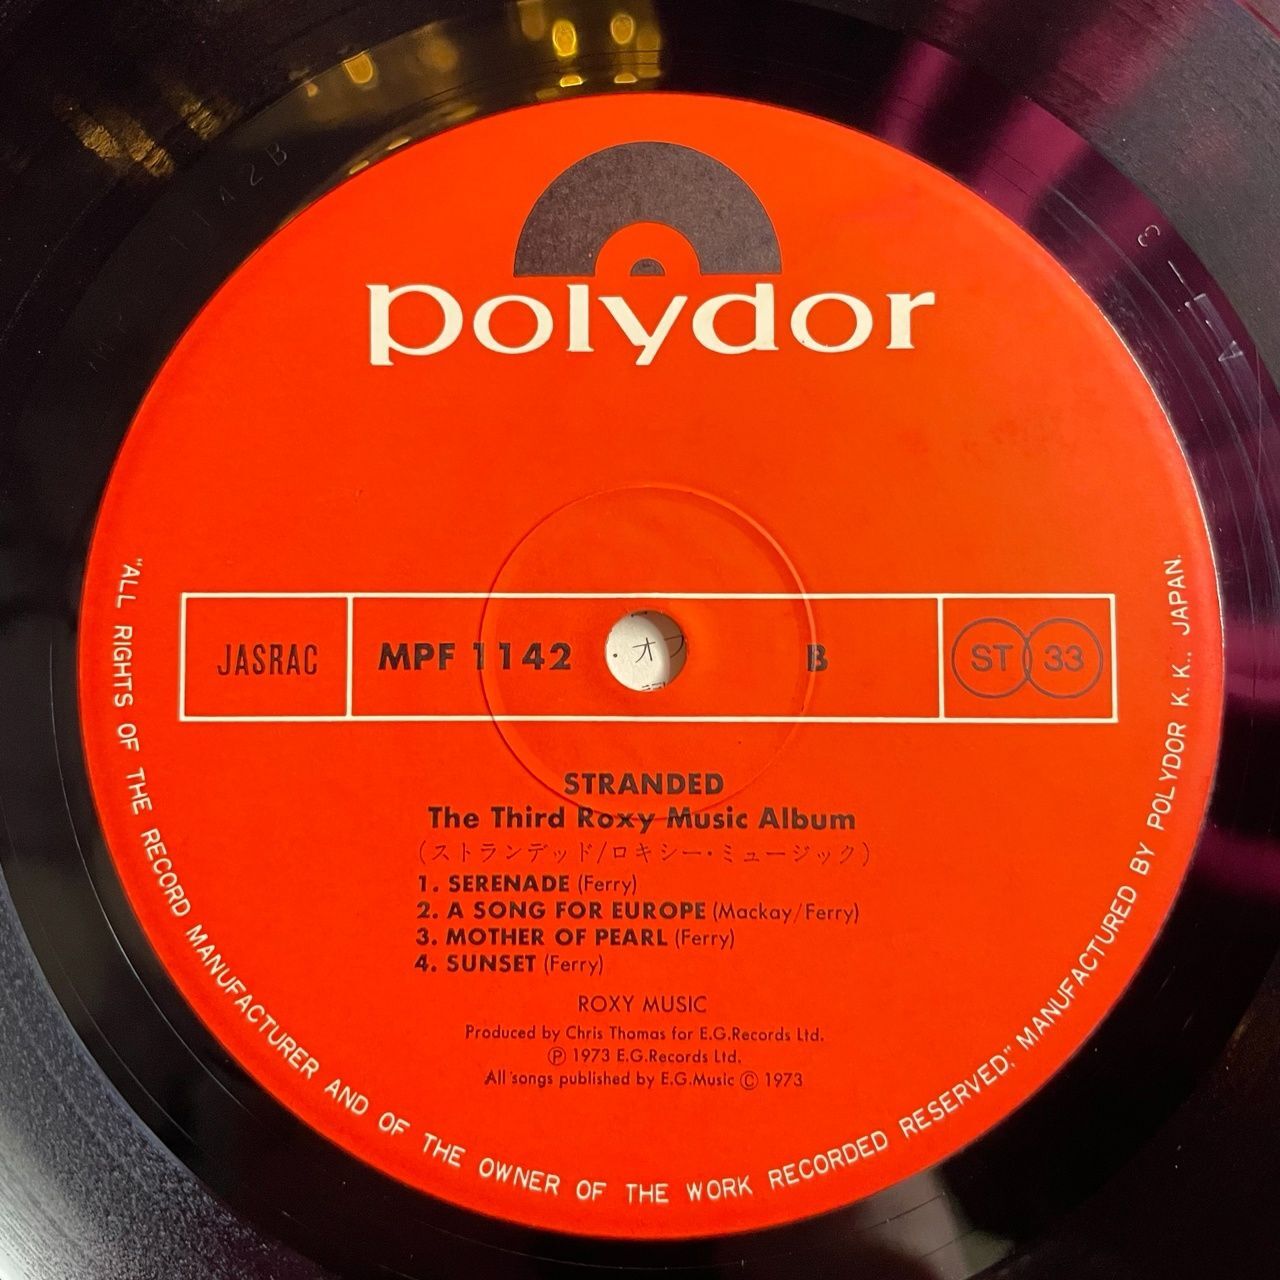 polydor
JASRAC
MPF 1142
B
ST 33
STRANDED
The Third Roxy Music Album
(ストランデッド/ロキシー・ミュージック)
1. SERENADE (Ferry)
2. A SONG FOR EUROPE (Mackay/Ferry)
3. MOTHER OF PEARL (Ferry)
4. SUNSET (Ferry)
ROXY MUSIC
Produced by Chris Thomas for E.G.Records Ltd.
Ⓟ 1973 E.G.Records Ltd.
All songs published by E.G.Music © 1973
"ALL RIGHTS OF THE RECORD MANUFACTURER AND OF THE OWNER OF THE WORK RECORDED RESERVED," MANUFACTURED BY POLYDOR K.K., JAPAN.